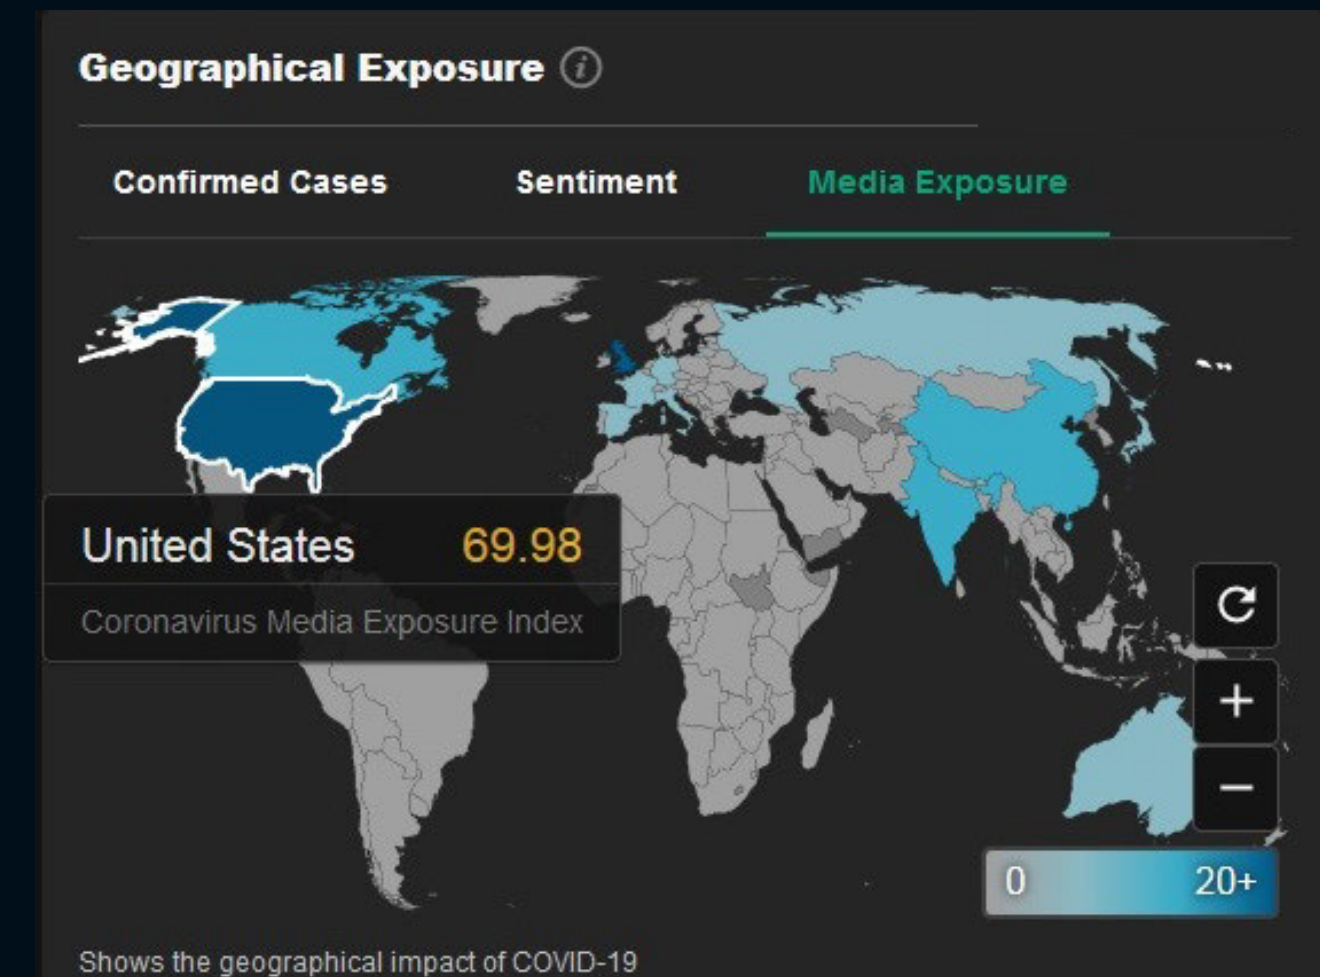 Geographical Exposure i
Confirmed Cases Sentiment Media Exposure
United States 69.98
Coronavirus Media Exposure Index
+
−
0 20+
Shows the geographical impact of COVID-19